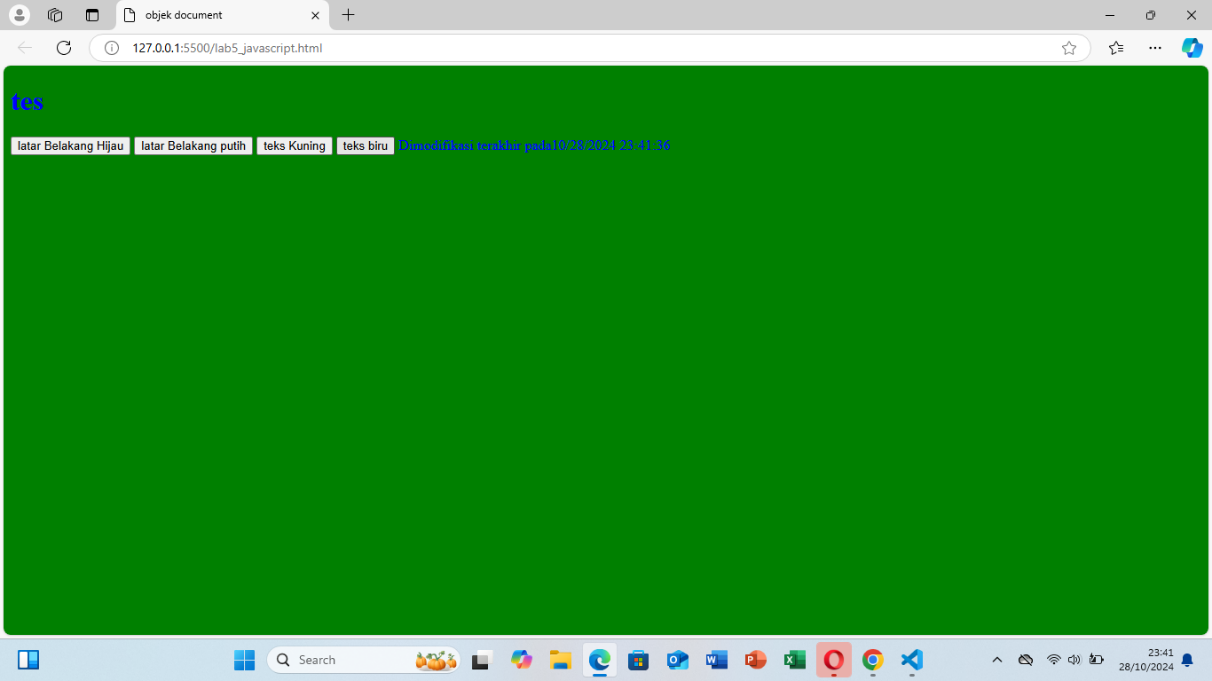 objek document
127.0.0.1:5500/lab5_javascript.html
tes
latar Belakang Hijau latar Belakang putih teks Kuning teks biru Dimodifikasi terakhir pada10/28/2024 23:41:36
Search
23:41
28/10/2024